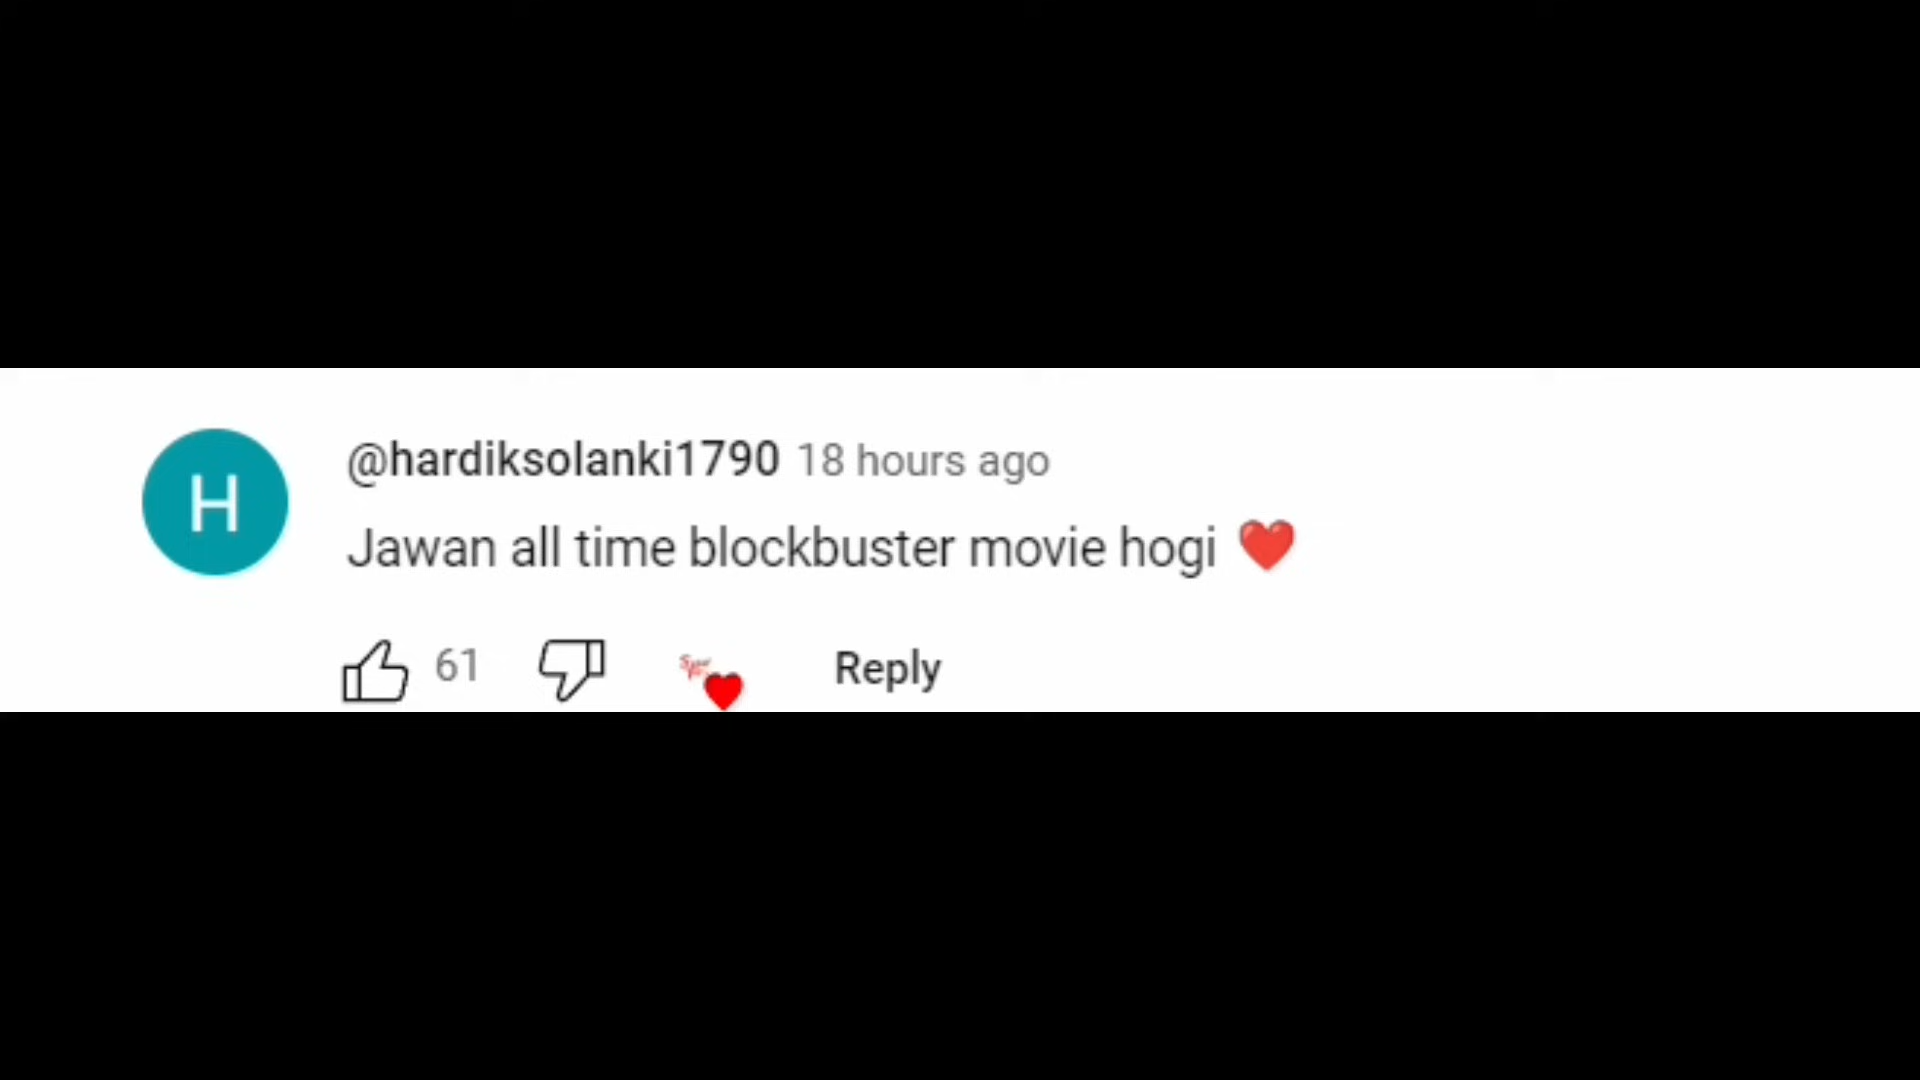 H
@hardiksolanki1790 18 hours ago
Jawan all time blockbuster movie hogi ❤️
61
Reply